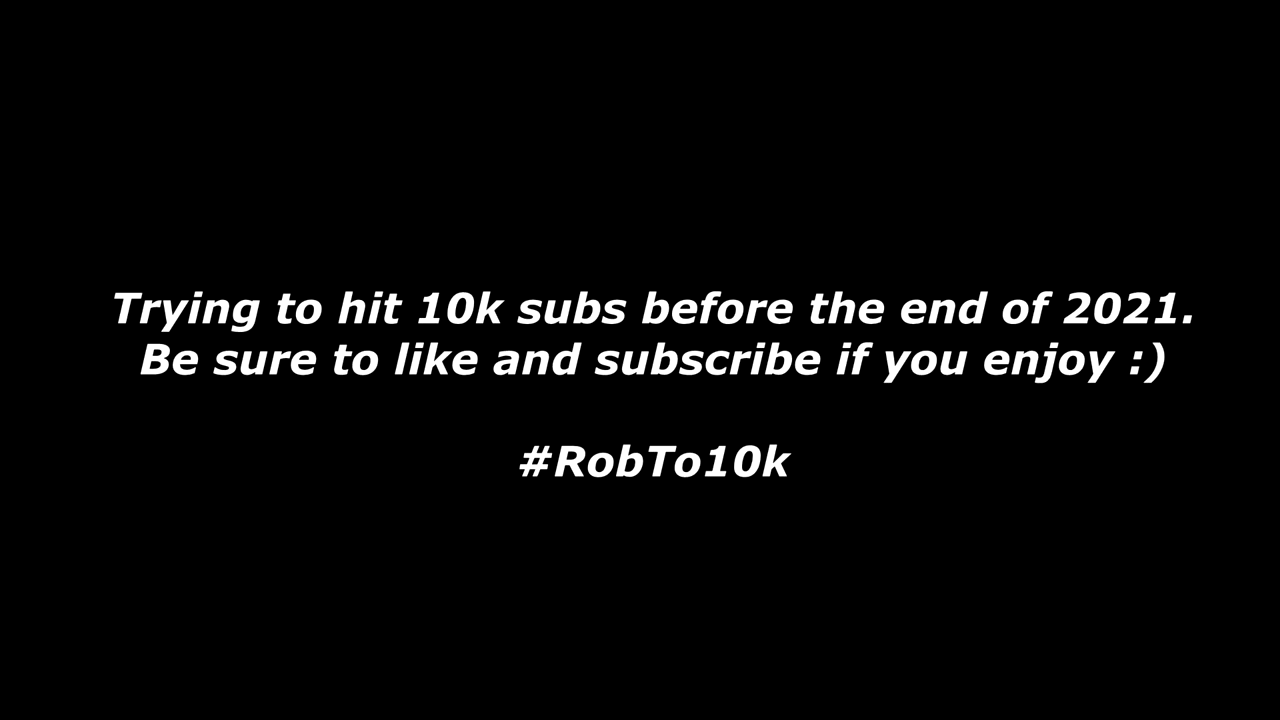 Trying to hit 10k subs before the end of 2021.
Be sure to like and subscribe if you enjoy :)
#RobTo10k